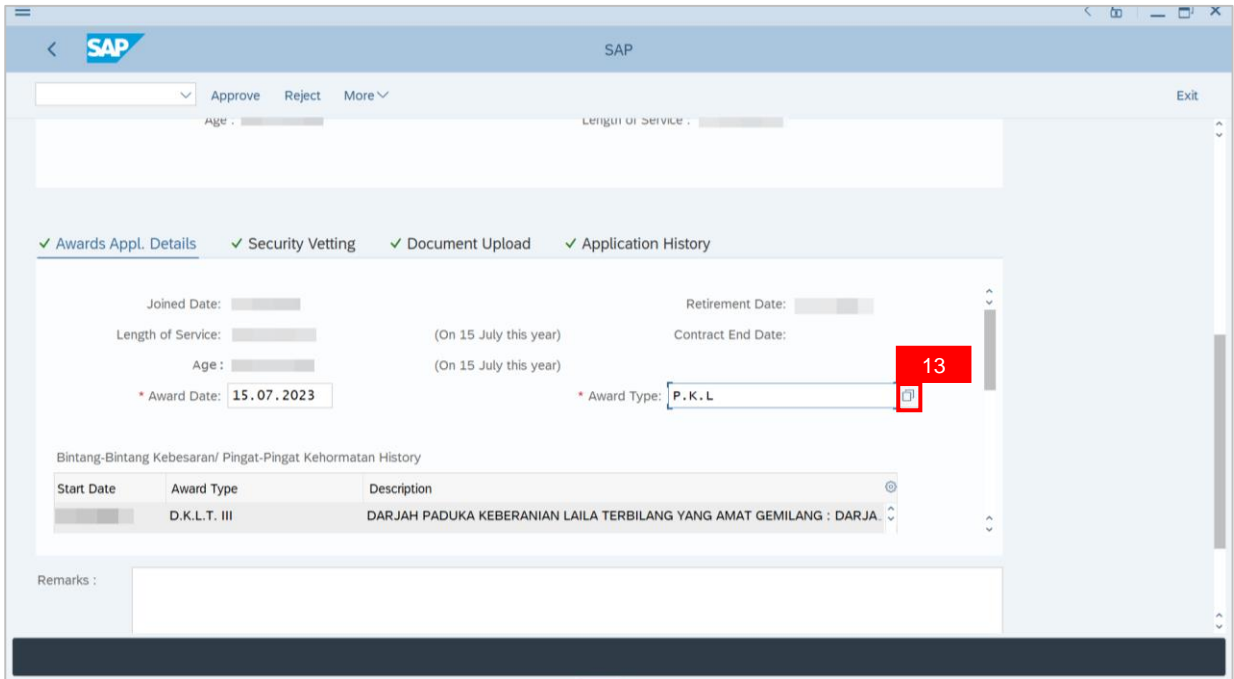 SAP
SAP
Approve Reject More Exit
Age : Length of Service :
Awards Appl. Details Security Vetting Document Upload Application History
Joined Date: Retirement Date:
Length of Service: (On 15 July this year) Contract End Date:
Age : (On 15 July this year)
13
* Award Date: 15.07.2023 * Award Type: P.K.L
Bintang-Bintang Kebesaran/ Pingat-Pingat Kehormatan History
Start Date Award Type Description
D.K.L.T. III DARJAH PADUKA KEBERANIAN LAILA TERBILANG YANG AMAT GEMILANG : DARJA..
Remarks :